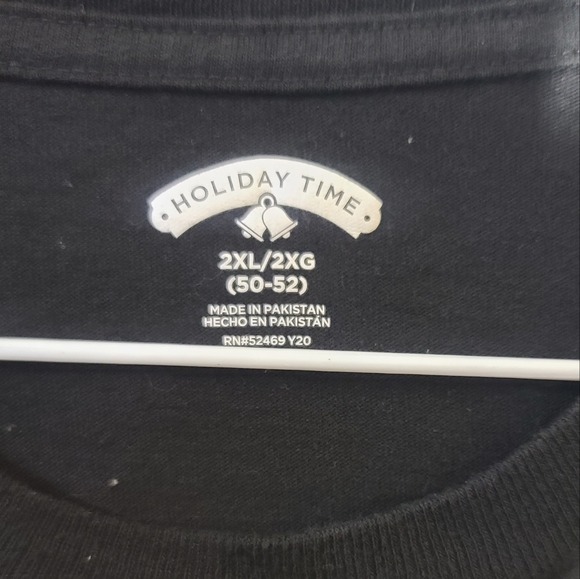 HOLIDAY TIME
2XL/2XG
(50-52)
MADE IN PAKISTAN
HECHO EN PAKISTÁN
RN#52469 Y20